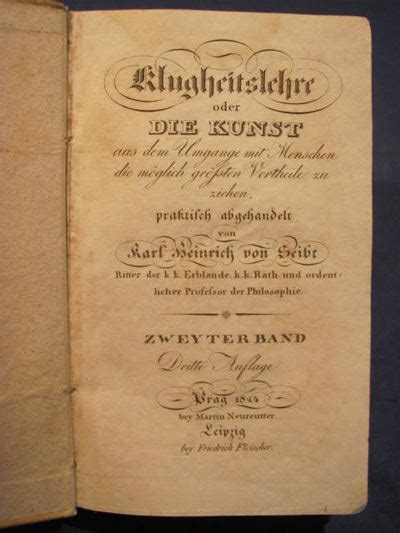 Klugheitslehre
oder
DIE KUNST
aus dem Umgange mit Menschen
die möglich größten Vortheile zu
ziehen,
praktisch abgehandelt
von
Karl Heinrich von Seibt
Ritter der k. k. Erblande, k. k. Rath und ordent-
licher Professor der Philosophie.
ZWEYTER BAND
Dritte Auflage
Prag 1824
bey Martin Neureutter.
Leipzig
bey Friedrich Fleischer.